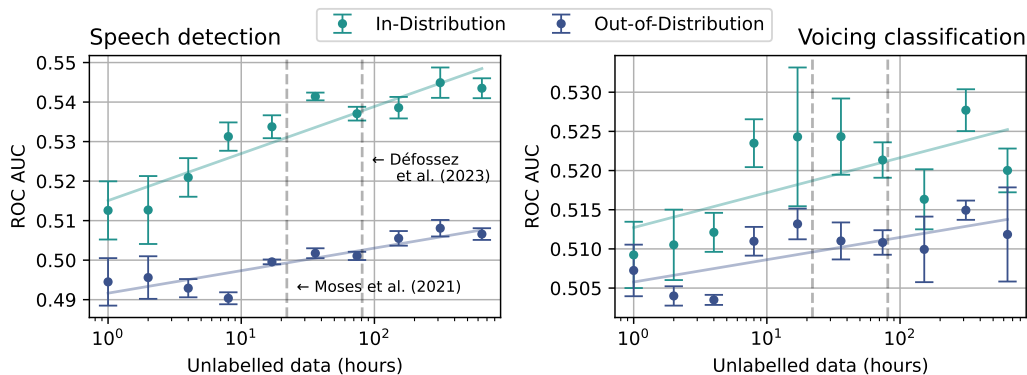 In-Distribution
Out-of-Distribution
Speech detection
Voicing classification
0.55
0.54
0.53
0.52
0.51
0.50
0.49
ROC AUC
← Défossez
et al. (2023)
← Moses et al. (2021)
10⁰
10¹
10²
Unlabelled data (hours)
0.530
0.525
0.520
0.515
0.510
0.505
ROC AUC
10⁰
10¹
10²
Unlabelled data (hours)